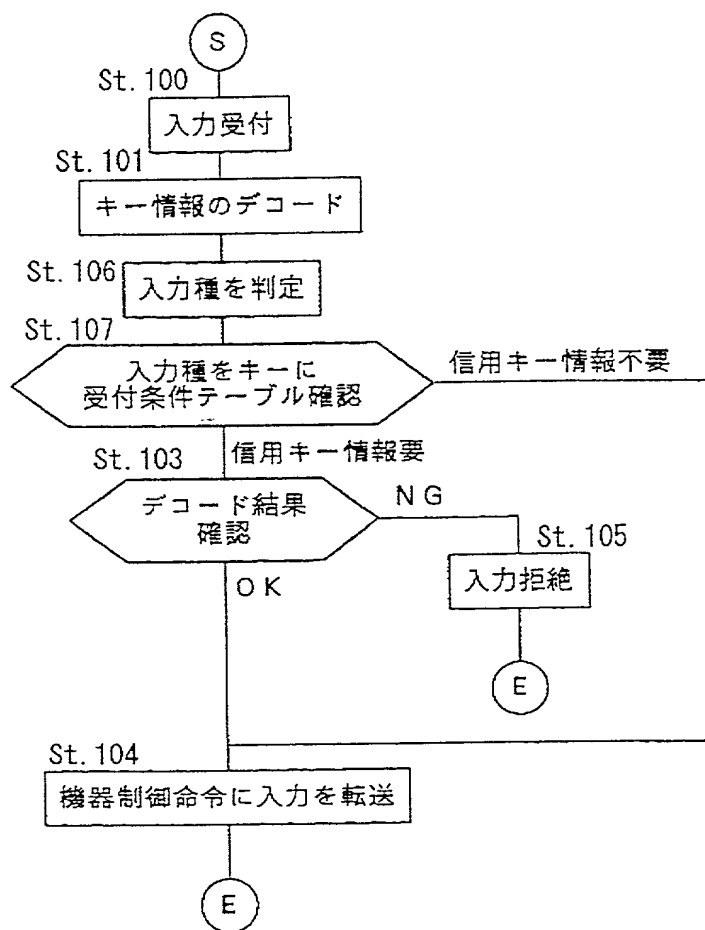 S
St.100
入力受付
St.101
キー情報のデコード
St.106
入力種を判定
St.107
入力種をキーに
受付条件テーブル確認
信用キー情報不要
信用キー情報要
St.103
デコード結果
確認
NG
St.105
入力拒絶
E
OK
St.104
機器制御命令に入力を転送
E